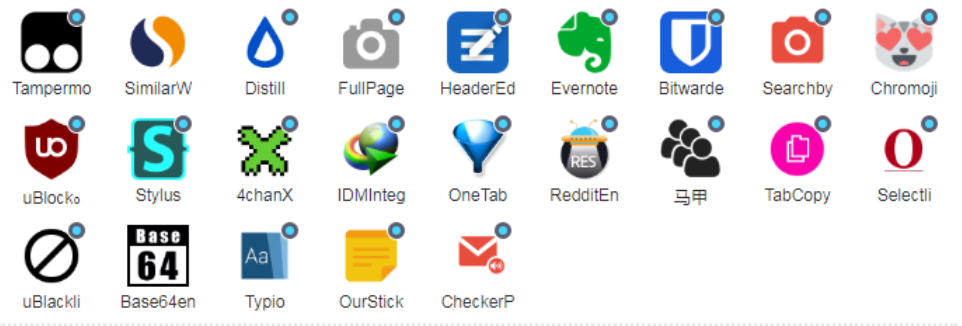 Tampermo SimilarW Distill FullPage HeaderEd Evernote Bitwarde Searchby Chromoji
uO S RES O
uBlock₀ Stylus 4chanX IDMInteg OneTab RedditEn 马甲 TabCopy Selectli
Base 64 Aa
uBlackli Base64en Typio OurStick CheckerP